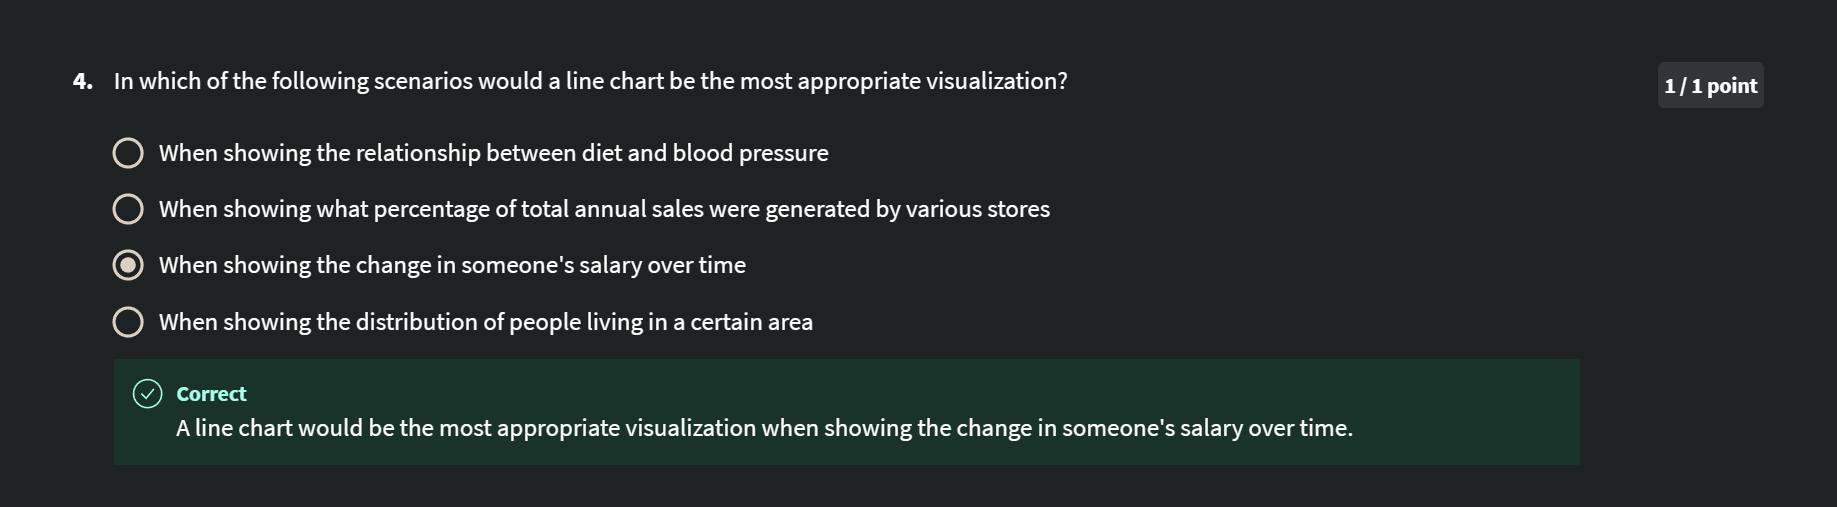 4. In which of the following scenarios would a line chart be the most appropriate visualization?
1 / 1 point
When showing the relationship between diet and blood pressure
When showing what percentage of total annual sales were generated by various stores
When showing the change in someone's salary over time
When showing the distribution of people living in a certain area
Correct
A line chart would be the most appropriate visualization when showing the change in someone's salary over time.